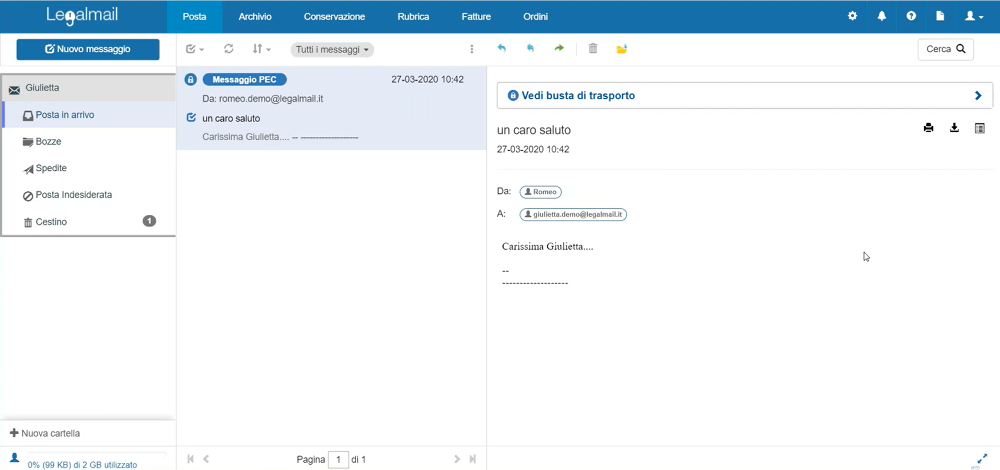 Legalmail
Posta
Archivio
Conservazione
Rubrica
Fatture
Ordini
Nuovo messaggio
Tutti i messaggi
Cerca
Giulietta
Posta in arrivo
Bozze
Spedite
Posta Indesiderata
Cestino
1
Nuova cartella
0% (99 KB) di 2 GB utilizzato
Messaggio PEC
27-03-2020 10:42
Da: romeo.demo@legalmail.it
un caro saluto
Carissima Giulietta.... -- -------------------
Pagina 1 di 1
Vedi busta di trasporto
un caro saluto
27-03-2020 10:42
Da: Romeo
A: giulietta.demo@legalmail.it
Carissima Giulietta....
--
-------------------